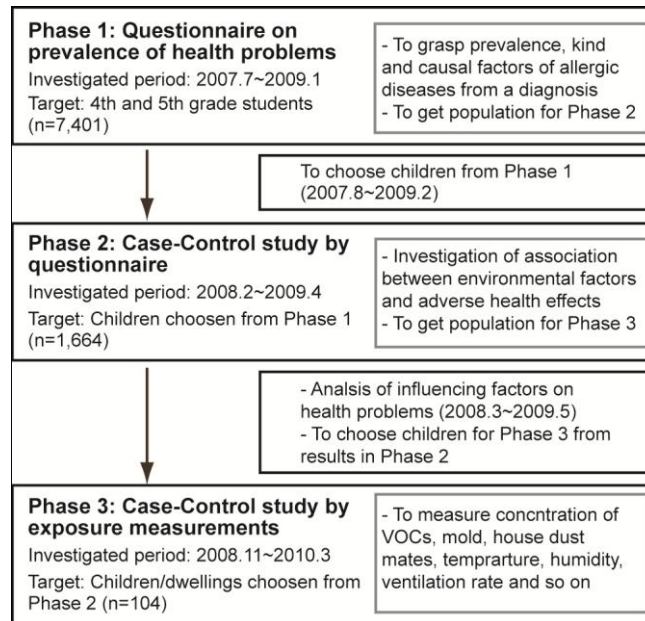 Phase 1: Questionnaire on
prevalence of health problems
Investigated period: 2007.7~2009.1
Target: 4th and 5th grade students
(n=7,401)
- To grasp prevalence, kind
and causal factors of allergic
diseases from a diagnosis
- To get population for Phase 2
To choose children from Phase 1
(2007.8~2009.2)
Phase 2: Case-Control study by
questionnaire
Investigated period: 2008.2~2009.4
Target: Children choosen from Phase 1
(n=1,664)
- Investigation of association
between environmental factors
and adverse health effects
- To get population for Phase 3
- Analsis of influencing factors on
health problems (2008.3~2009.5)
- To choose children for Phase 3 from
results in Phase 2
Phase 3: Case-Control study by
exposure measurements
Investigated period: 2008.11~2010.3
Target: Children/dwellings choosen from
Phase 2 (n=104)
- To measure concntration of
VOCs, mold, house dust
mates, temprarture, humidity,
ventilation rate and so on